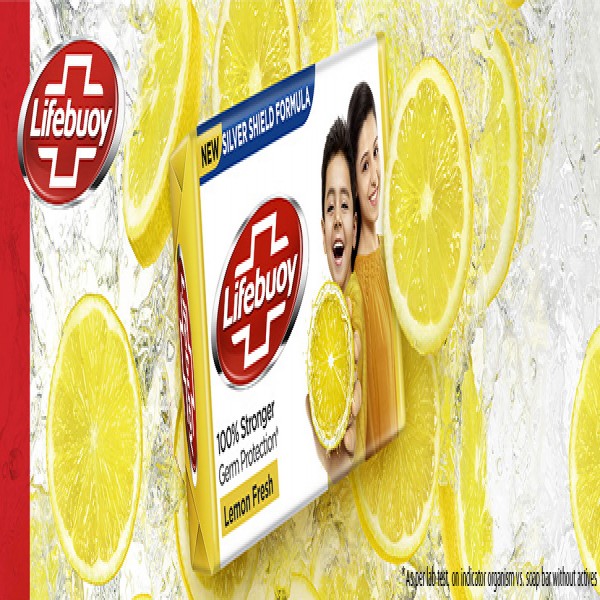 Lifebuoy
NEW SILVER SHIELD FORMULA
Lifebuoy
100% Stronger
Germ Protection*
Lemon Fresh
*As per lab test, on indicator organism vs. soap bar without actives